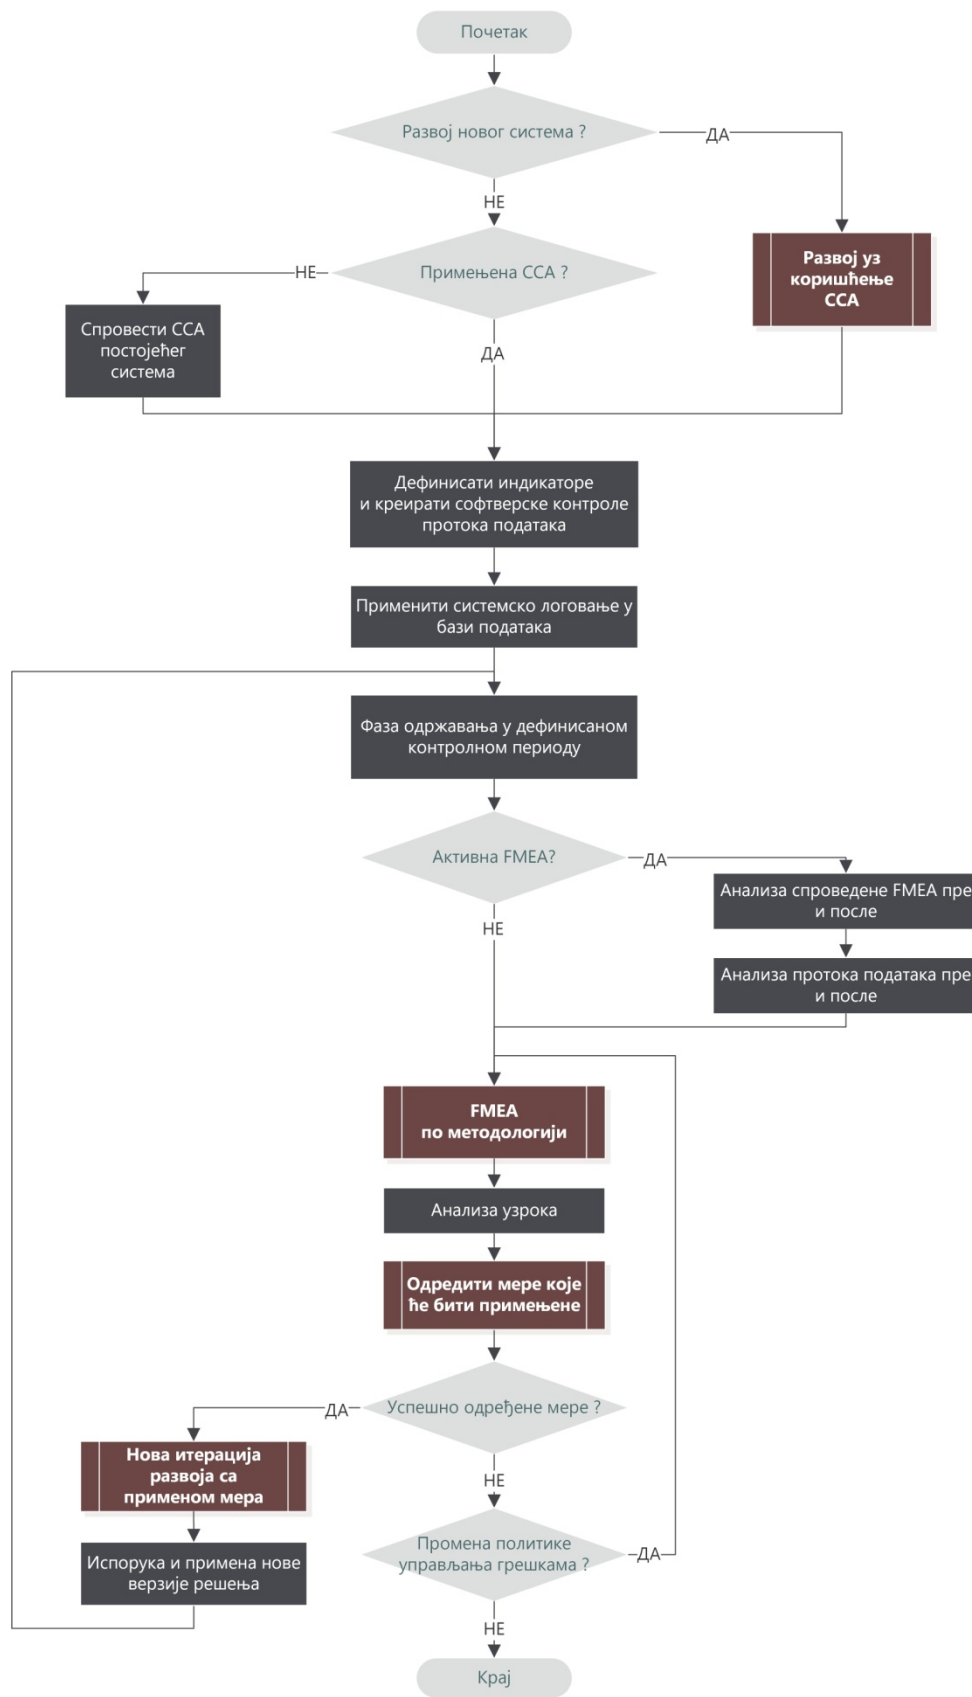 Почетак
Развој новог система ?
ДА
НЕ
Примењена ССА ?
НЕ
Развој уз
коришћење
ССА
Спровести ССА
постојећег
система
ДА
Дефинисати индикаторе
и креирати софтверске контроле
протока података
Применити системско логовање у
бази података
Фаза одржавања у дефинисаном
контролном периоду
Активна FMEA?
ДА
Анализа спроведене FMEA пре
и после
НЕ
Анализа протока података пре
и после
FMEA
по методологији
Анализа узрока
Одредити мере које
ће бити примењене
Успешно одређене мере ?
ДА
Нова итерација
развоја са
применом мера
НЕ
Промена политике
управљања грешкама ?
ДА
Испорука и примена нове
верзије решења
НЕ
Крај